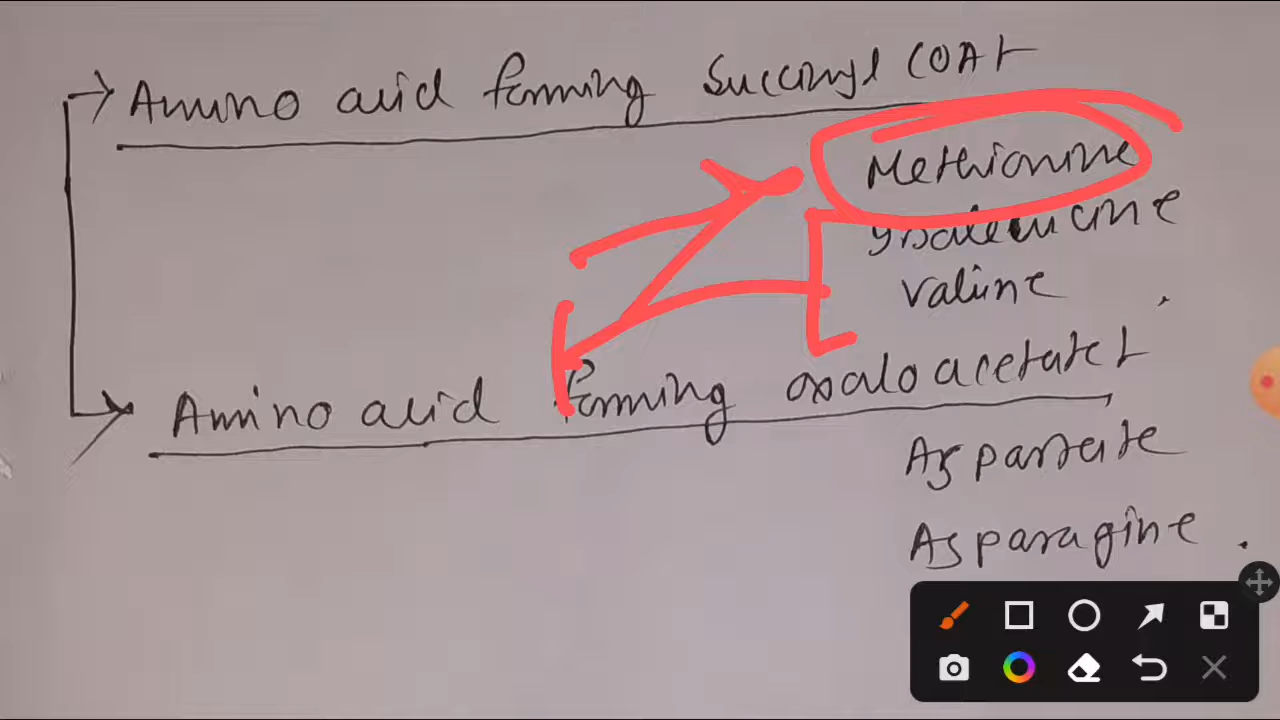 Amino acid forming Succinyl COA
Methionine
Isoleucine
Valine
Amino acid forming oxaloacetate
Aspartate
Asparagine